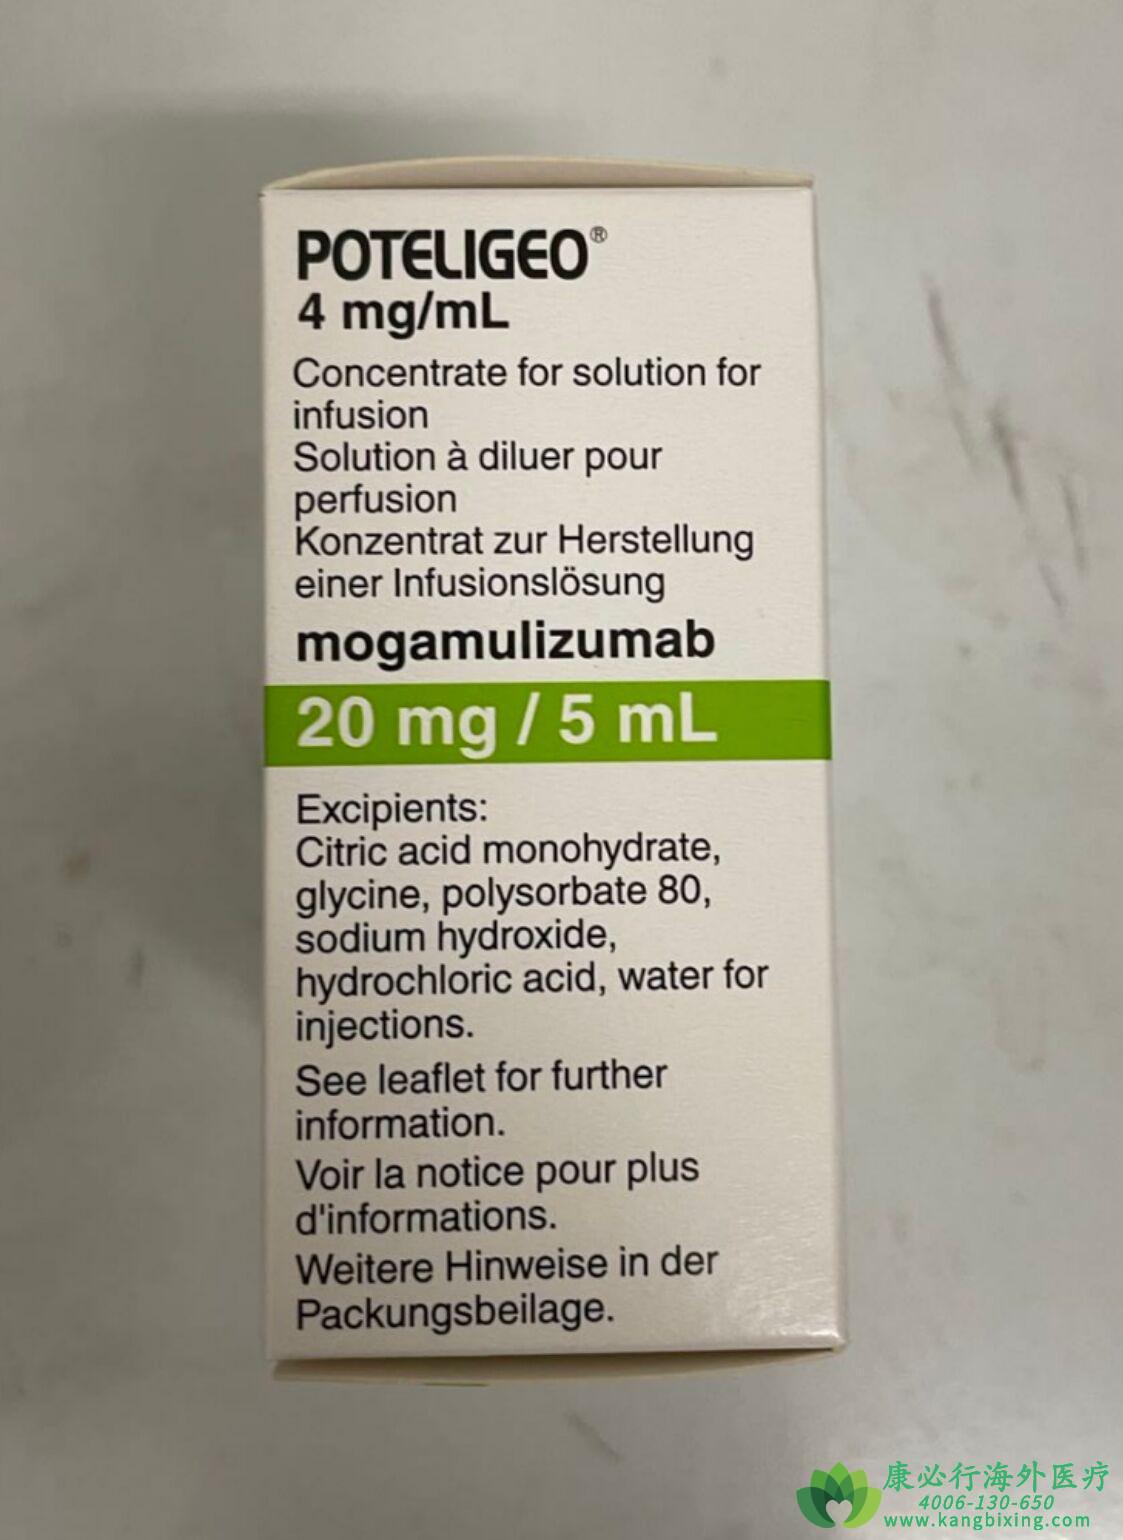 POTELIGEO®
4 mg/mL
Concentrate for solution for
infusion
Solution à diluer pour
perfusion
Konzentrat zur Herstellung
einer Infusionslösung
mogamulizumab
20 mg / 5 mL
Excipients:
Citric acid monohydrate,
glycine, polysorbate 80,
sodium hydroxide,
hydrochloric acid, water for
injections.
See leaflet for further
information.
Voir la notice pour plus
d'informations.
Weitere Hinweise in der
Packungsbeilage.
康必行海外医疗
4006-130-650
www.kangbixing.com